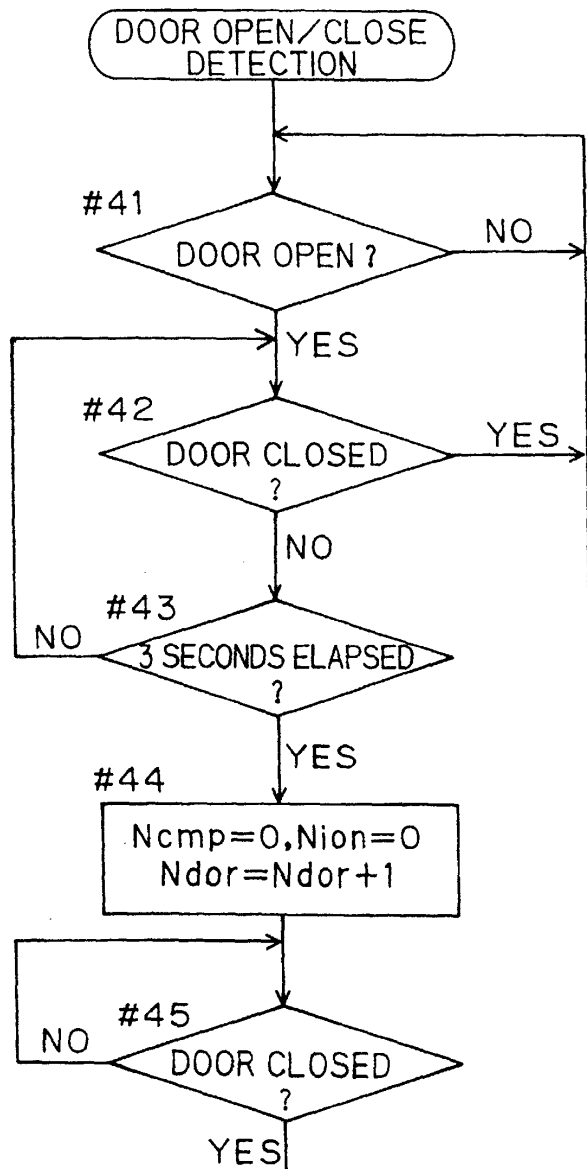 DOOR OPEN/CLOSE
DETECTION
#41
DOOR OPEN ?
NO
YES
#42
DOOR CLOSED
?
YES
NO
#43
3 SECONDS ELAPSED
?
NO
YES
#44
Ncmp=0,Nion=0
Ndor=Ndor+1
#45
DOOR CLOSED
?
NO
YES